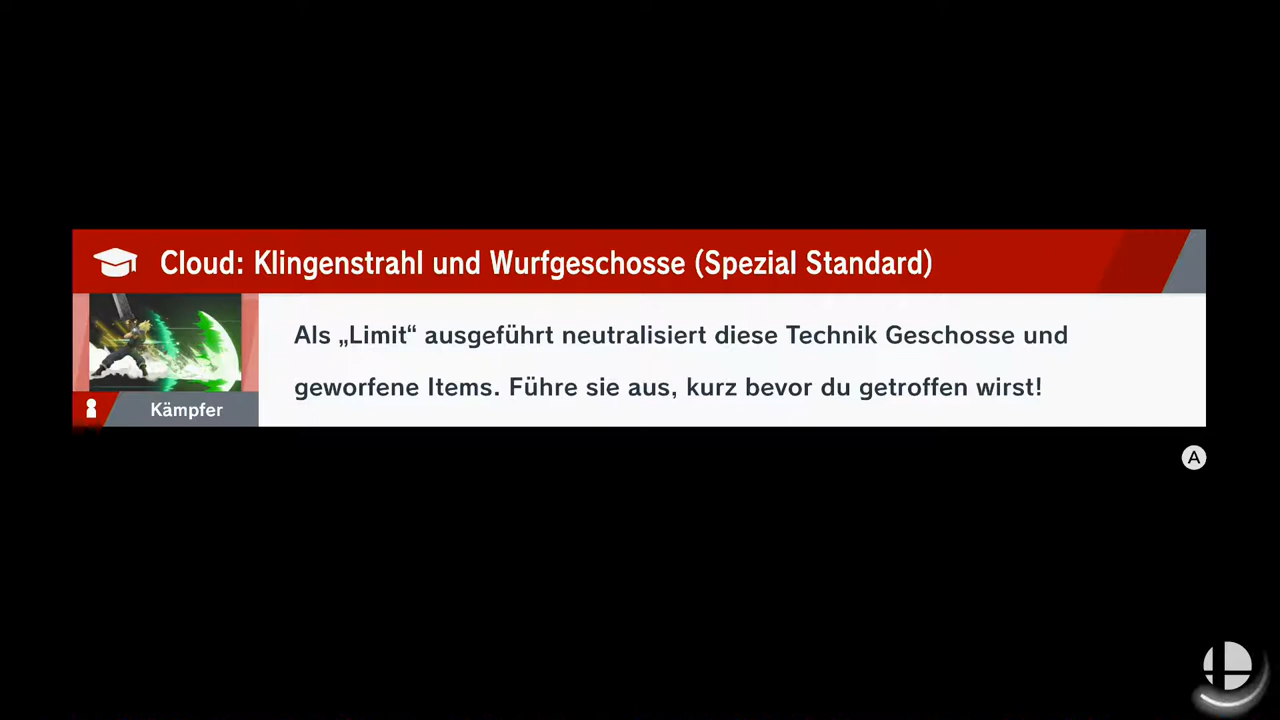 Cloud: Klingenstrahl und Wurfgeschosse (Spezial Standard)
Als „Limit“ ausgeführt neutralisiert diese Technik Geschosse und
geworfene Items. Führe sie aus, kurz bevor du getroffen wirst!
Kämpfer
A